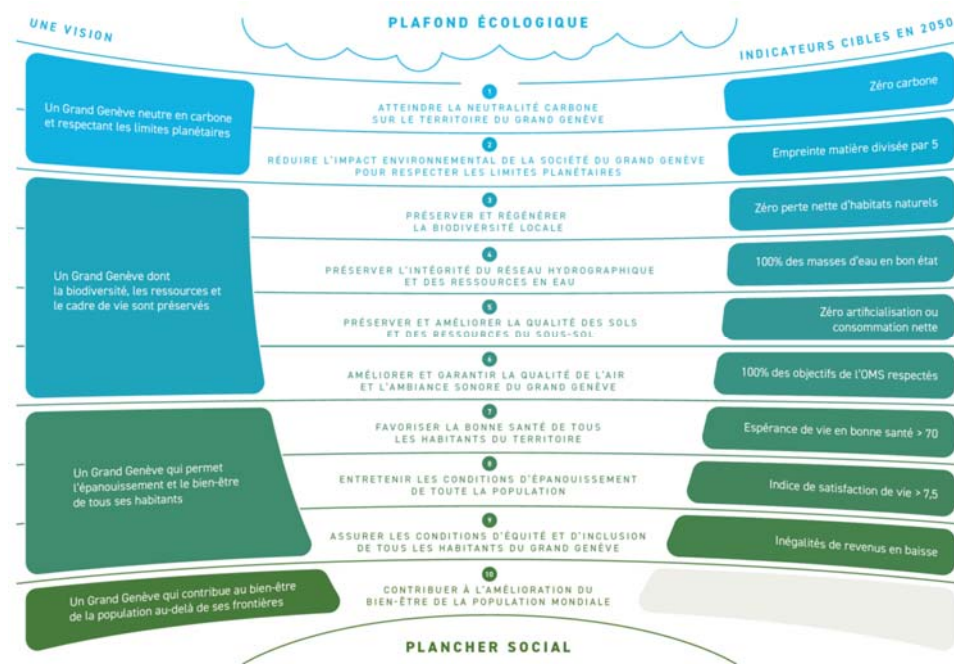 UNE VISION
PLAFOND ÉCOLOGIQUE
INDICATEURS CIBLES EN 2050
Un Grand Genève neutre en carbone
et respectant les limites planétaires
1
ATTEINDRE LA NEUTRALITÉ CARBONE
SUR LE TERRITOIRE DU GRAND GENÈVE
Zéro carbone
2
RÉDUIRE L'IMPACT ENVIRONNEMENTAL DE LA SOCIÉTÉ DU GRAND GENÈVE
POUR RESPECTER LES LIMITES PLANÉTAIRES
Empreinte matière divisée par 5
Un Grand Genève dont
la biodiversité, les ressources et
le cadre de vie sont préservés
3
PRÉSERVER ET RÉGÉNÉRER
LA BIODIVERSITÉ LOCALE
Zéro perte nette d'habitats naturels
4
PRÉSERVER L'INTÉGRITÉ DU RÉSEAU HYDROGRAPHIQUE
ET DES RESSOURCES EN EAU
100% des masses d'eau en bon état
5
PRÉSERVER ET AMÉLIORER LA QUALITÉ DES SOLS
ET DES RESSOURCES DU SOUS-SOL
Zéro artificialisation ou
consommation nette
6
AMÉLIORER ET GARANTIR LA QUALITÉ DE L'AIR
ET L'AMBIANCE SONORE DU GRAND GENÈVE
100% des objectifs de l'OMS respectés
Un Grand Genève qui permet
l'épanouissement et le bien-être
de tous ses habitants
7
FAVORISER LA BONNE SANTÉ DE TOUS
LES HABITANTS DU TERRITOIRE
Espérance de vie en bonne santé > 70
8
ENTRETENIR LES CONDITIONS D'ÉPANOUISSEMENT
DE TOUTE LA POPULATION
Indice de satisfaction de vie > 7,5
9
ASSURER LES CONDITIONS D'ÉQUITÉ ET D'INCLUSION
DE TOUS LES HABITANTS DU GRAND GENÈVE
Inégalités de revenus en baisse
Un Grand Genève qui contribue au bien-être
de la population au-delà de ses frontières
10
CONTRIBUER À L'AMÉLIORATION DU
BIEN-ÊTRE DE LA POPULATION MONDIALE
PLANCHER SOCIAL